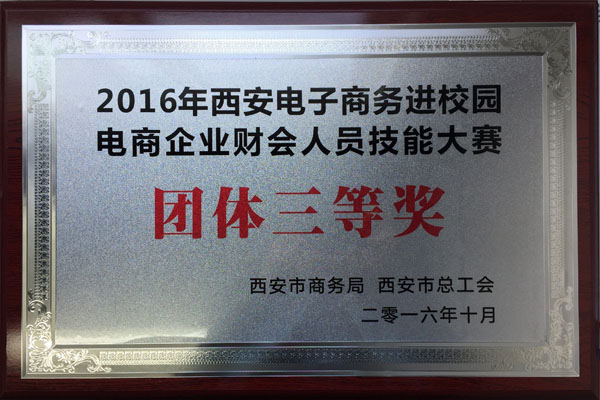 2016年西安电子商务进校园
电商企业财会人员技能大赛
团体三等奖
西安市商务局 西安市总工会
二零一六年十月